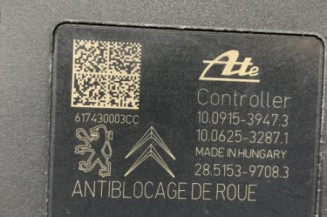 Ate
Controller
617430003CC
10.0915-3947.3
10.0625-3287.1
MADE IN HUNGARY
28.5153-9708.3
ANTIBLOCAGE DE ROUE